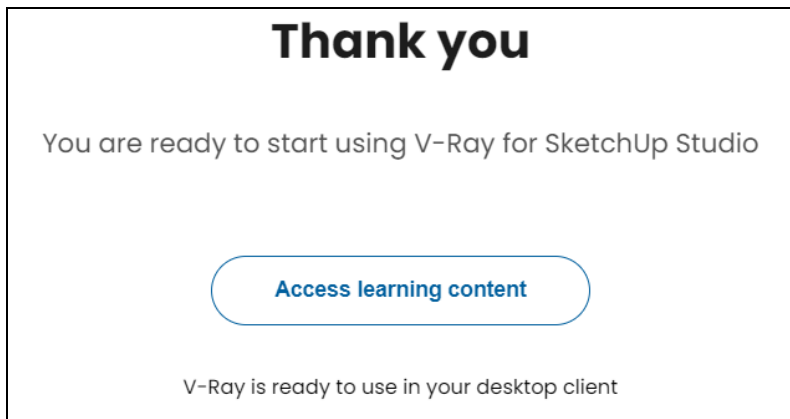 Thank you
You are ready to start using V-Ray for SketchUp Studio
Access learning content
V-Ray is ready to use in your desktop client